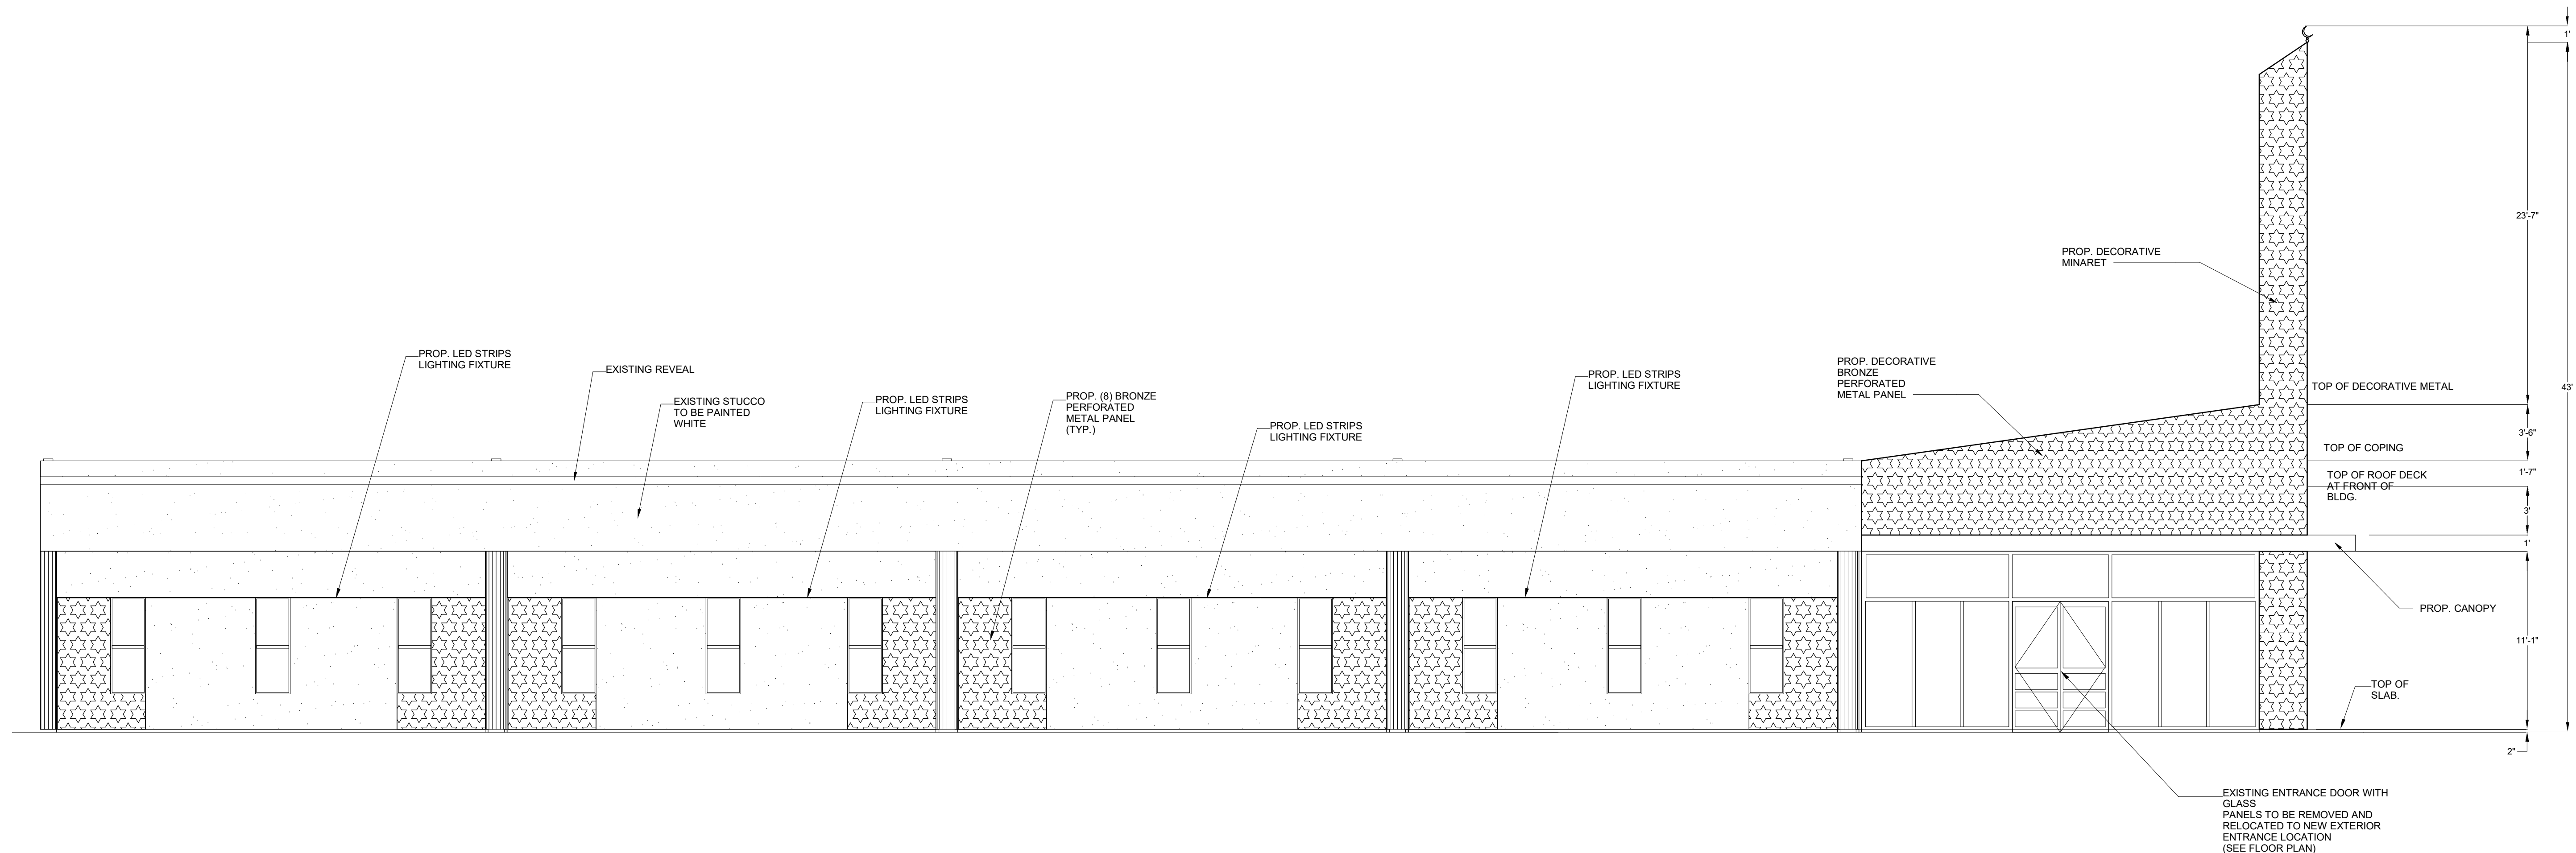 1'
23'-7"
PROP. DECORATIVE
MINARET
PROP. LED STRIPS
LIGHTING FIXTURE
EXISTING REVEAL
EXISTING STUCCO
TO BE PAINTED
WHITE
PROP. LED STRIPS
LIGHTING FIXTURE
PROP. (8) BRONZE
PERFORATED
METAL PANEL
(TYP.)
PROP. LED STRIPS
LIGHTING FIXTURE
PROP. LED STRIPS
LIGHTING FIXTURE
PROP. DECORATIVE
BRONZE
PERFORATED
METAL PANEL
TOP OF DECORATIVE METAL
43'
3'-6"
TOP OF COPING
1'-7"
TOP OF ROOF DECK
AT FRONT OF
BLDG.
3'
1'
PROP. CANOPY
11'-1"
TOP OF
SLAB.
2"
EXISTING ENTRANCE DOOR WITH
GLASS
PANELS TO BE REMOVED AND
RELOCATED TO NEW EXTERIOR
ENTRANCE LOCATION
(SEE FLOOR PLAN)